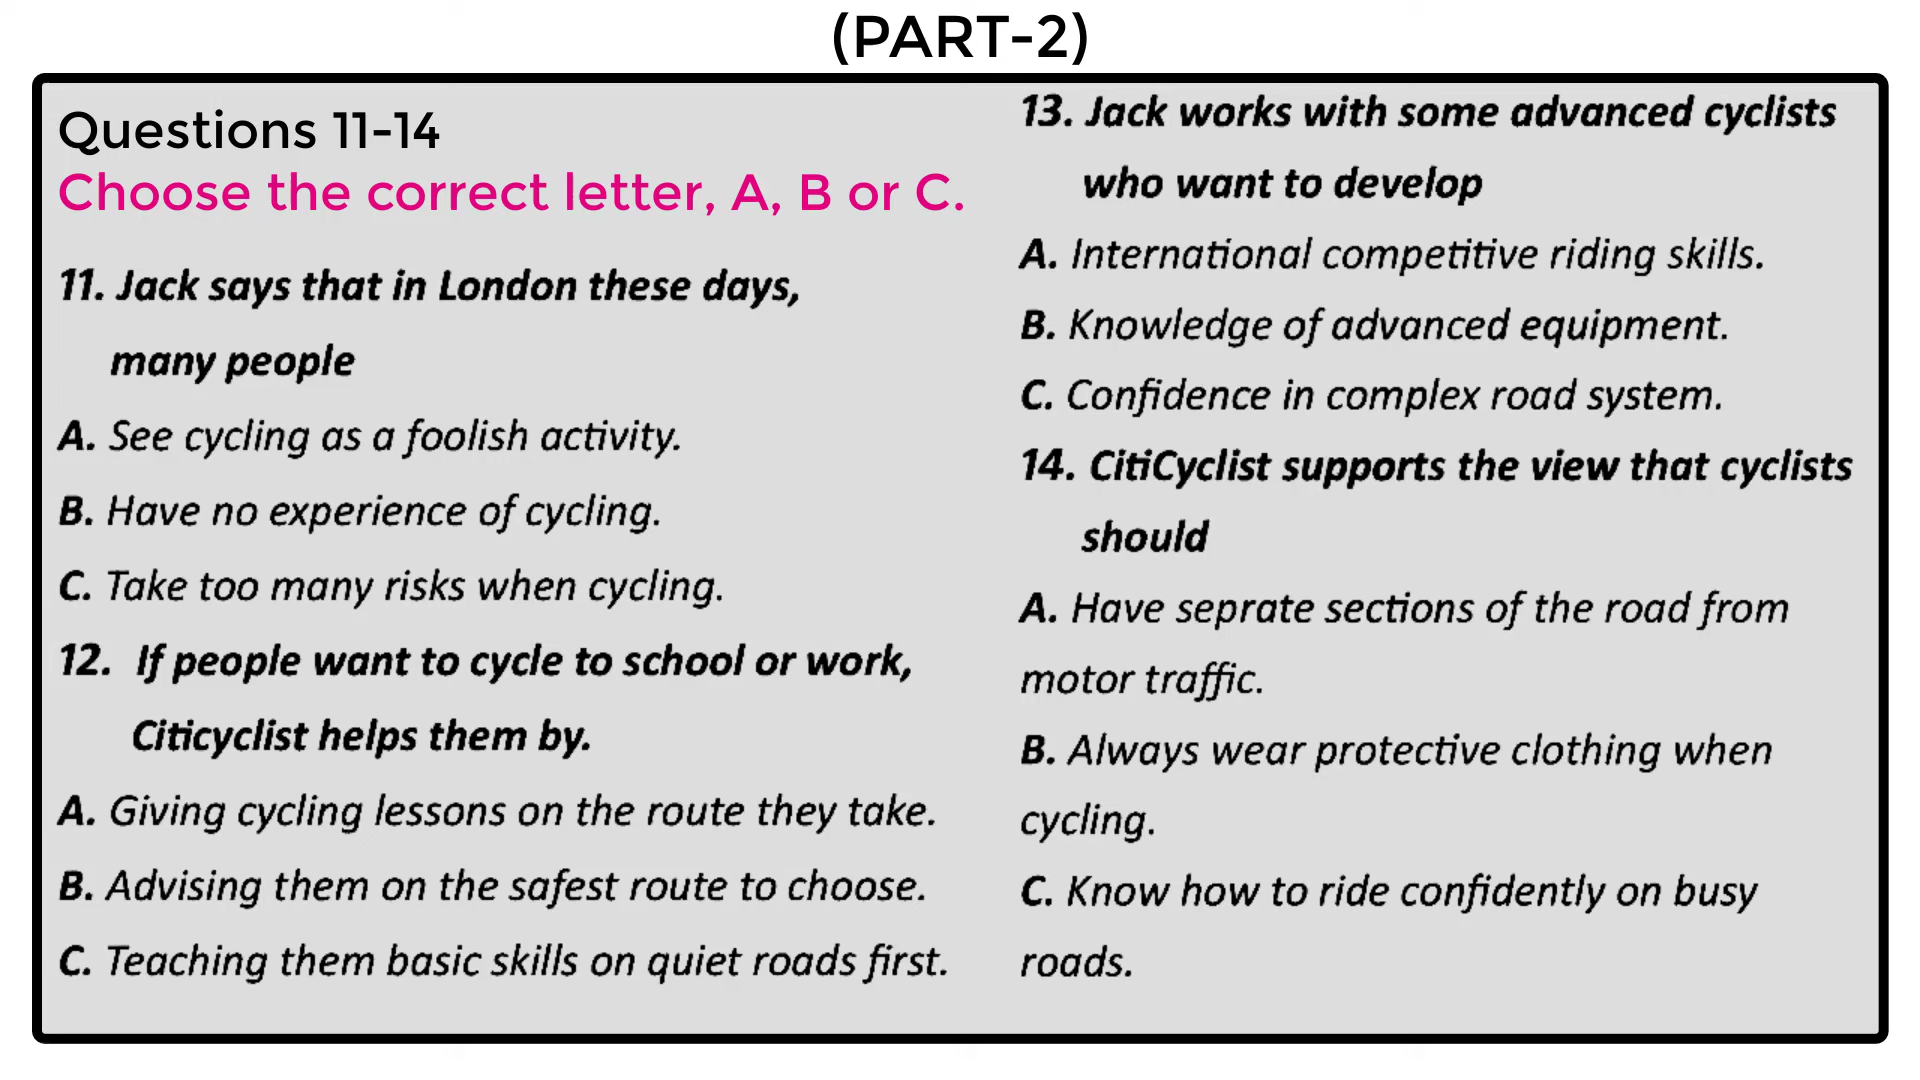 (PART-2)
Questions 11-14
Choose the correct letter, A, B or C.
11. Jack says that in London these days,
many people
A. See cycling as a foolish activity.
B. Have no experience of cycling.
C. Take too many risks when cycling.
12. If people want to cycle to school or work,
Citicyclist helps them by.
A. Giving cycling lessons on the route they take.
B. Advising them on the safest route to choose.
C. Teaching them basic skills on quiet roads first.
13. Jack works with some advanced cyclists
who want to develop
A. International competitive riding skills.
B. Knowledge of advanced equipment.
C. Confidence in complex road system.
14. CitiCyclist supports the view that cyclists
should
A. Have seprate sections of the road from
motor traffic.
B. Always wear protective clothing when
cycling.
C. Know how to ride confidently on busy
roads.